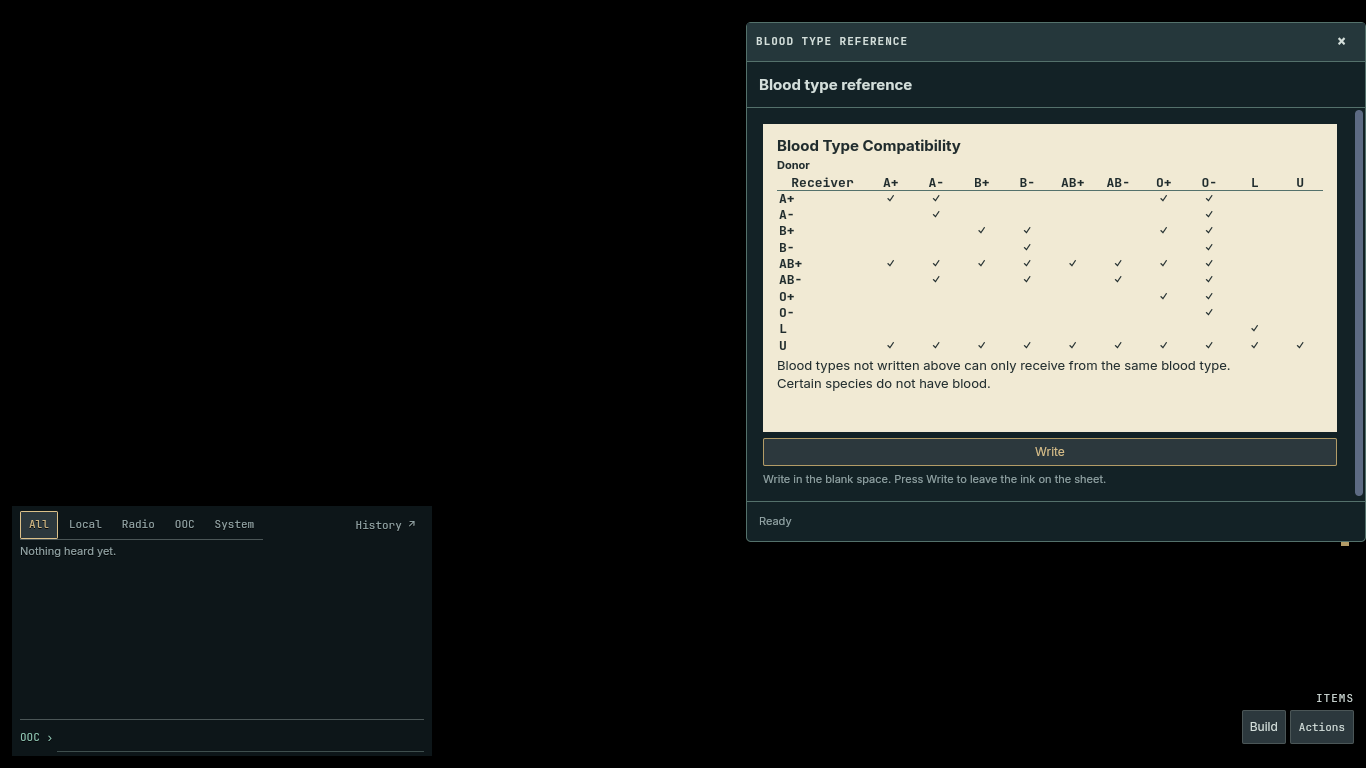 BLOOD TYPE REFERENCE ×
Blood type reference
Blood Type Compatibility
Donor
Receiver A+ A- B+ B- AB+ AB- O+ O- L U
A+ ✓ ✓ ✓ ✓
A- ✓ ✓
B+ ✓ ✓ ✓ ✓
B- ✓ ✓
AB+ ✓ ✓ ✓ ✓ ✓ ✓ ✓ ✓
AB- ✓ ✓ ✓ ✓
O+ ✓ ✓
O- ✓
L ✓
U ✓ ✓ ✓ ✓ ✓ ✓ ✓ ✓ ✓ ✓
Blood types not written above can only receive from the same blood type.
Certain species do not have blood.
Write
Write in the blank space. Press Write to leave the ink on the sheet.
Ready
All Local Radio OOC System History ↗
Nothing heard yet.
OOC ›
ITEMS
Build Actions